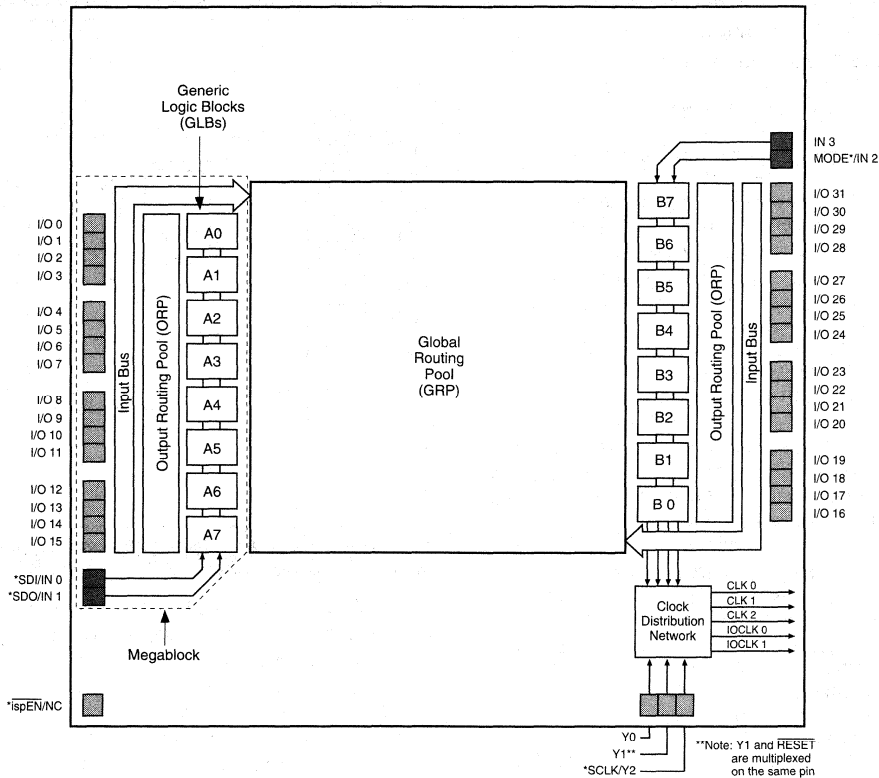 Generic
Logic Blocks
(GLBs)
IN 3
MODE*/IN 2
I/O 0
I/O 1
I/O 2
I/O 3
I/O 4
I/O 5
I/O 6
I/O 7
I/O 8
I/O 9
I/O 10
I/O 11
I/O 12
I/O 13
I/O 14
I/O 15
*SDI/IN 0
*SDO/IN 1
Input Bus
Output Routing Pool (ORP)
A0
A1
A2
A3
A4
A5
A6
A7
Megablock
Global
Routing
Pool
(GRP)
B7
B6
B5
B4
B3
B2
B1
B 0
Output Routing Pool (ORP)
Input Bus
I/O 31
I/O 30
I/O 29
I/O 28
I/O 27
I/O 26
I/O 25
I/O 24
I/O 23
I/O 22
I/O 21
I/O 20
I/O 19
I/O 18
I/O 17
I/O 16
Clock
Distribution
Network
CLK 0
CLK 1
CLK 2
IOCLK 0
IOCLK 1
*ispEN/NC
Y0
Y1**
*SCLK/Y2
**Note: Y1 and RESET
are multiplexed
on the same pin